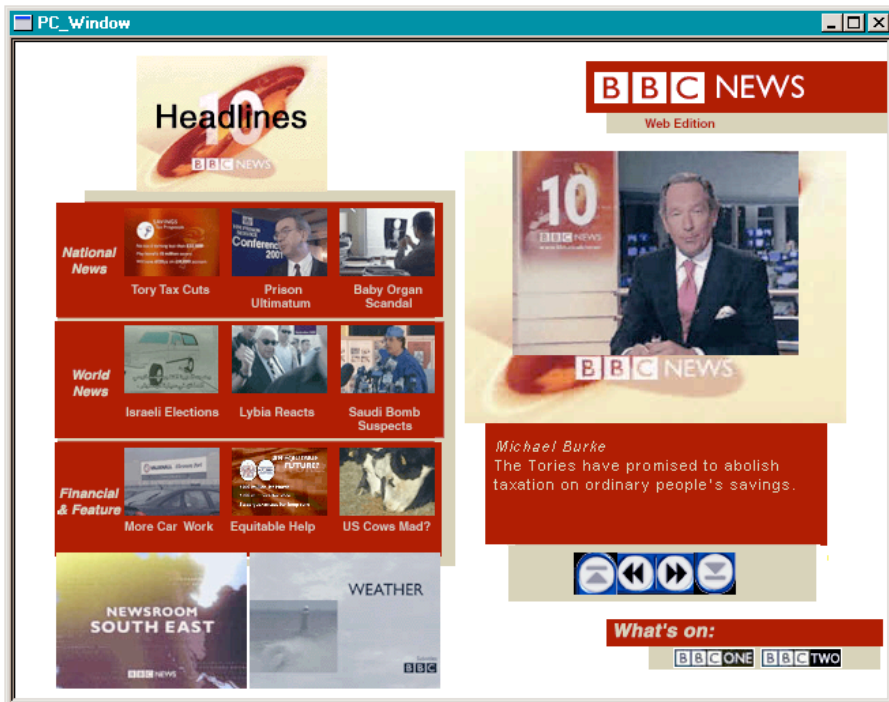 PC_Window
Headlines
10
BBC NEWS
BBC NEWS
Web Edition
National
News
Tory Tax Cuts
Prison
Ultimatum
Baby Organ
Scandal
Conference
2001
World
News
Israeli Elections
Lybia Reacts
Saudi Bomb
Suspects
Financial
& Feature
More Car Work
Equitable Help
US Cows Mad?
NEWSROOM
SOUTH EAST
BBC NEWS
WEATHER
BBC
10
BBC NEWS
BBC NEWS
Michael Burke
The Tories have promised to abolish
taxation on ordinary people's savings.
What's on:
BBC ONE
BBC TWO